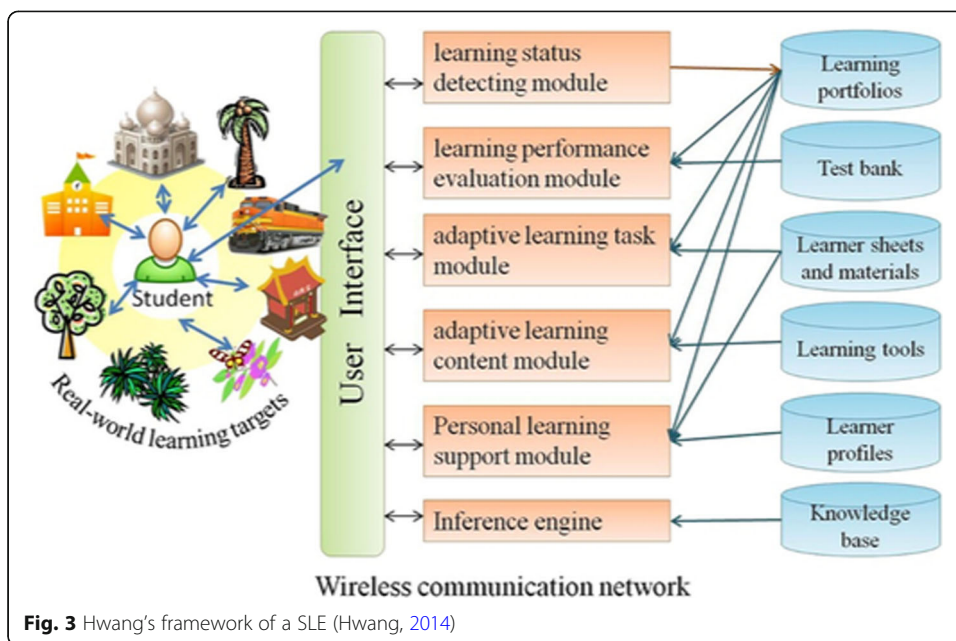 learning status
detecting module
Learning
portfolios
learning performance
evaluation module
Test bank
adaptive learning task
module
Learner sheets
and materials
adaptive learning
content module
Learning tools
Personal learning
support module
Learner
profiles
Inference engine
Knowledge
base
User Interface
Student
Real-world learning targets
Wireless communication network
Fig. 3 Hwang's framework of a SLE (Hwang, 2014)